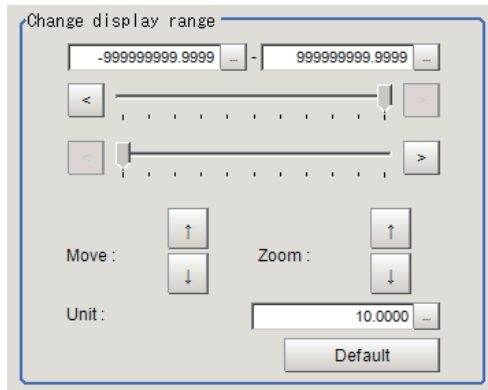 Change display range
-999999999.9999 ... - 999999999.9999 ...
< >
< >
↑ ↑
Move : Zoom :
↓ ↓
Unit : 10.0000 ...
Default